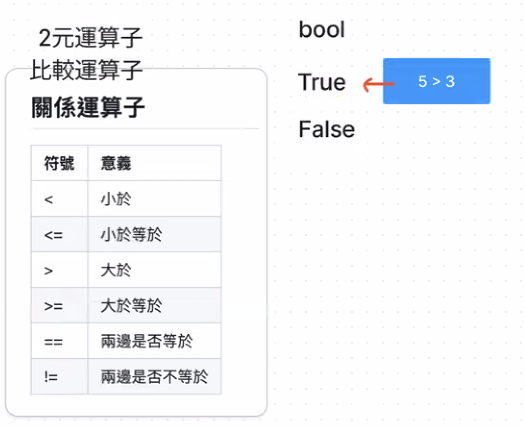 2元運算子
比較運算子
關係運算子
符號 意義
< 小於
<= 小於等於
> 大於
>= 大於等於
== 兩邊是否等於
!= 兩邊是否不等於
bool
True
5 > 3
False